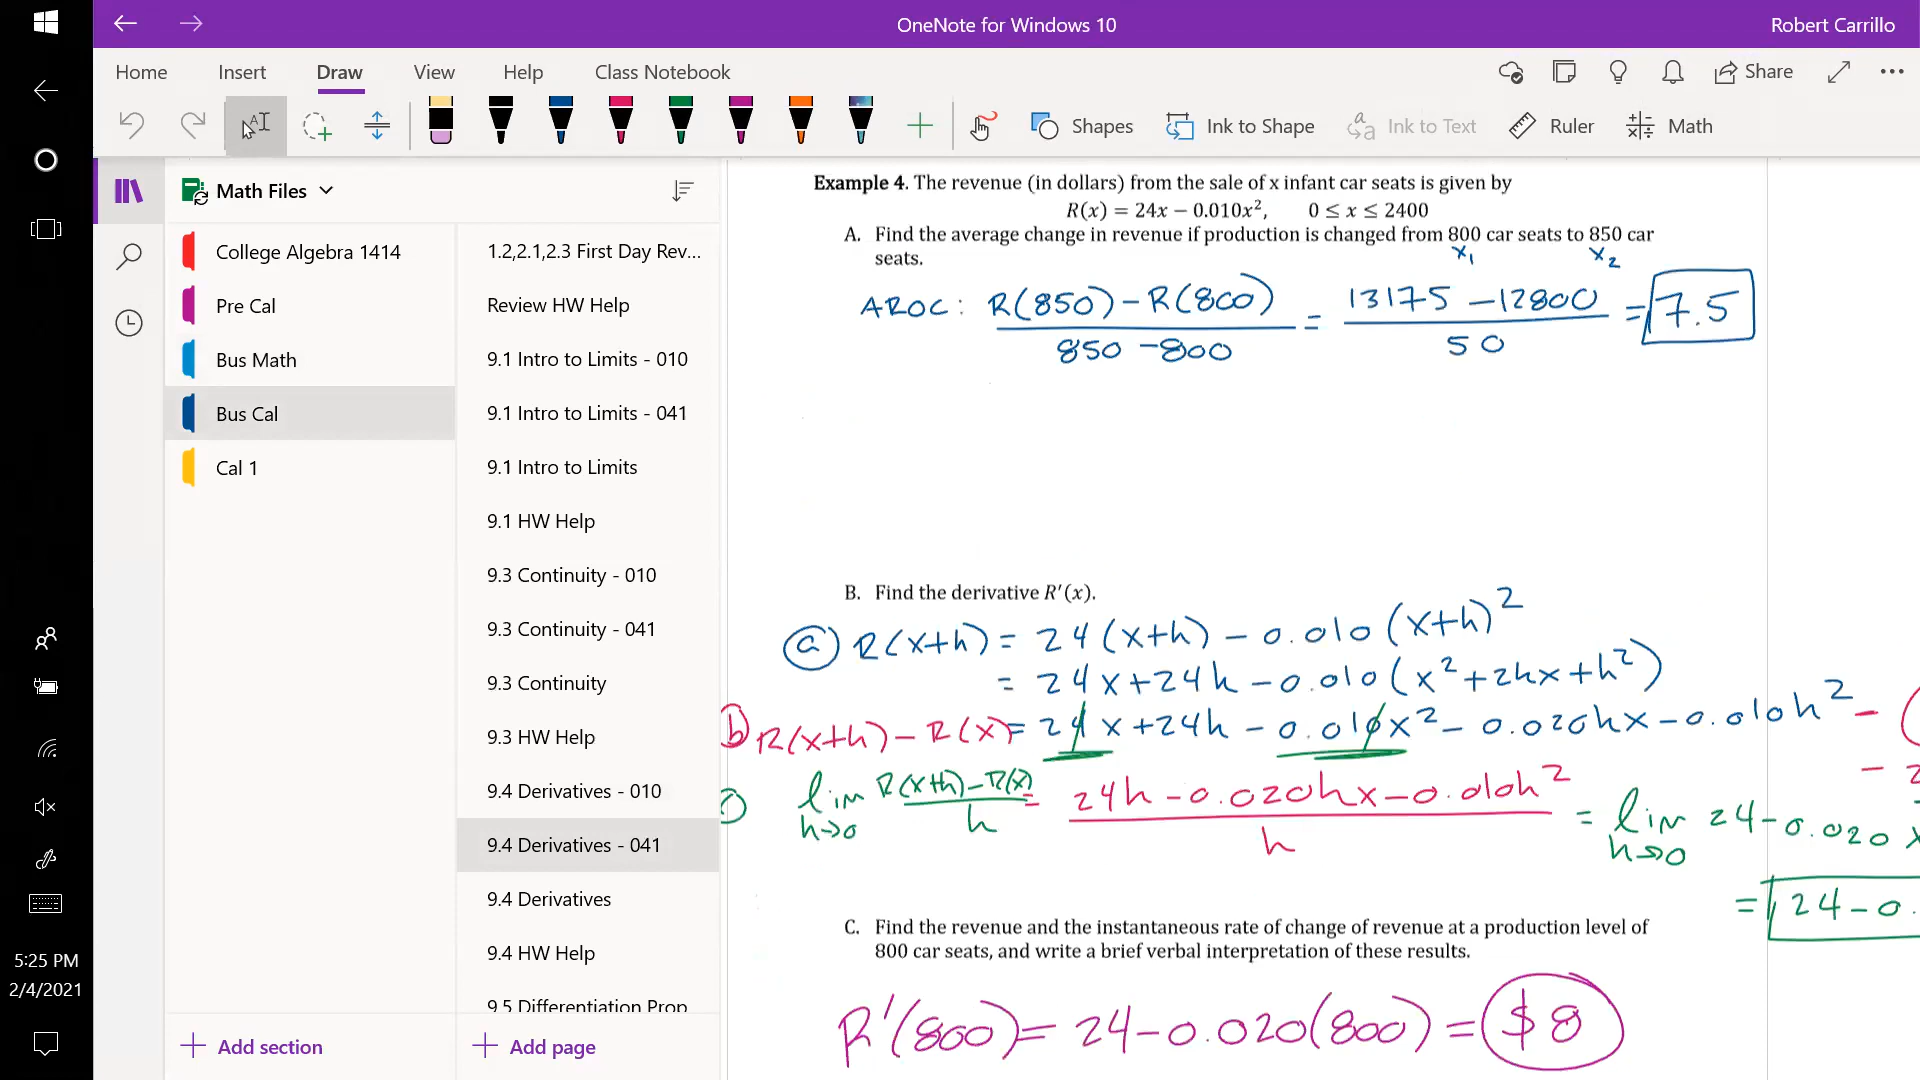 OneNote for Windows 10
Robert Carrillo
Home Insert Draw View Help Class Notebook
Share
Shapes Ink to Shape Ink to Text Ruler Math
Math Files
College Algebra 1414
Pre Cal
Bus Math
Bus Cal
Cal 1
Add section
1.2,2.1,2.3 First Day Rev...
Review HW Help
9.1 Intro to Limits - 010
9.1 Intro to Limits - 041
9.1 Intro to Limits
9.1 HW Help
9.3 Continuity - 010
9.3 Continuity - 041
9.3 Continuity
9.3 HW Help
9.4 Derivatives - 010
9.4 Derivatives - 041
9.4 Derivatives
9.4 HW Help
9.5 Differentiation Prop
Add page
Example 4. The revenue (in dollars) from the sale of x infant car seats is given by
R(x) = 24x − 0.010x², 0 ≤ x ≤ 2400
A. Find the average change in revenue if production is changed from 800 car seats to 850 car
seats.
x₁ x₂
AROC: R(850) − R(800) / 850 − 800 = 13175 − 12800 / 50 = 7.5
B. Find the derivative R′(x).
(a) R(x+h) = 24(x+h) − 0.010(x+h)²
= 24x+24h − 0.010(x²+2hx+h²)
b) R(x+h) − R(x) = 24x+24h − 0.010x² − 0.020hx − 0.010h² − (
− 2
lim h→0 R(x+h) − R(x) / h = 24h − 0.020hx − 0.010h² / h = lim h→0 24 − 0.020x
= 24 − 0.
C. Find the revenue and the instantaneous rate of change of revenue at a production level of
800 car seats, and write a brief verbal interpretation of these results.
R′(800) = 24 − 0.020(800) = $8
5:25 PM
2/4/2021